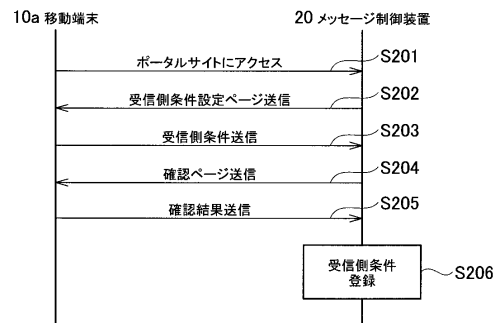 10a 移動端末
20 メッセージ制御装置
ポータルサイトにアクセス
S201
受信側条件設定ページ送信
S202
受信側条件送信
S203
確認ページ送信
S204
確認結果送信
S205
受信側条件
登録
S206